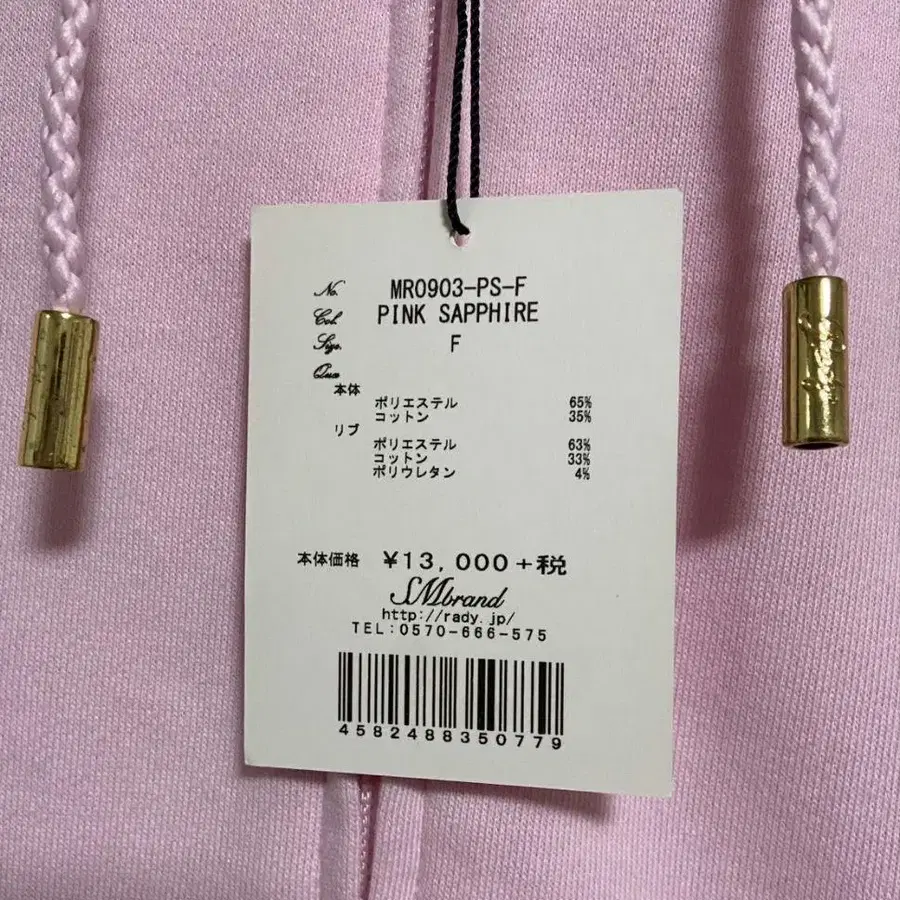 No. MR0903-PS-F
Col. PINK SAPPHIRE
Size. F
Qua
本体
ポリエステル 65%
コットン 35%
リブ
ポリエステル 63%
コットン 33%
ポリウレタン 4%
本体価格 ¥13,000+税
SMbrand
http://rady.jp/
TEL:0570-666-575
4582488350779